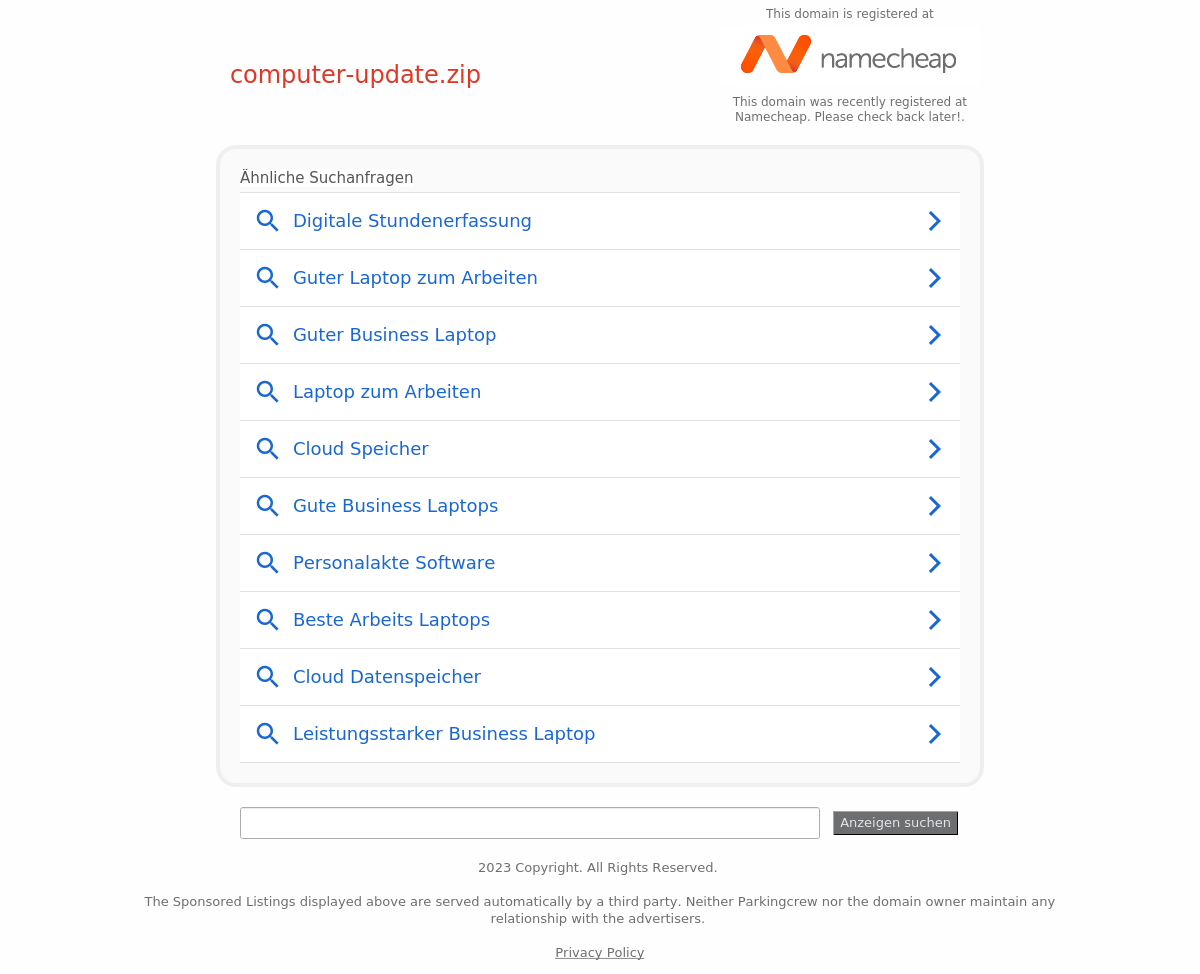 This domain is registered at
namecheap
computer-update.zip
This domain was recently registered at
Namecheap. Please check back later!.
Ähnliche Suchanfragen
Digitale Stundenerfassung
Guter Laptop zum Arbeiten
Guter Business Laptop
Laptop zum Arbeiten
Cloud Speicher
Gute Business Laptops
Personalakte Software
Beste Arbeits Laptops
Cloud Datenspeicher
Leistungsstarker Business Laptop
Anzeigen suchen
2023 Copyright. All Rights Reserved.
The Sponsored Listings displayed above are served automatically by a third party. Neither Parkingcrew nor the domain owner maintain any
relationship with the advertisers.
Privacy Policy